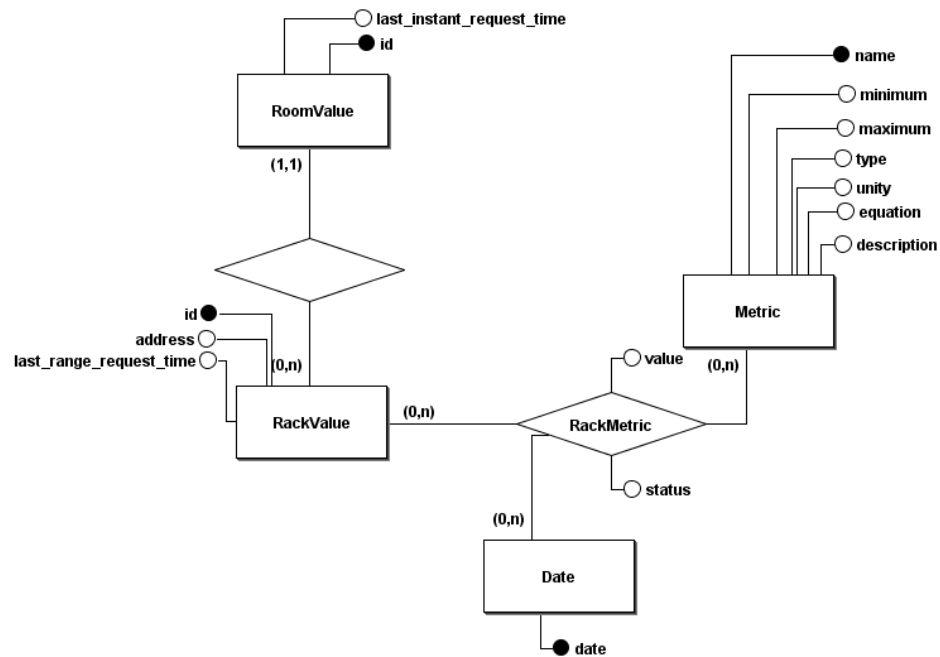 last_instant_request_time
id
RoomValue
(1,1)
name
minimum
maximum
type
unity
equation
description
Metric
(0,n)
id
address
last_range_request_time
(0,n)
RackValue
(0,n)
value
RackMetric
status
(0,n)
Date
date